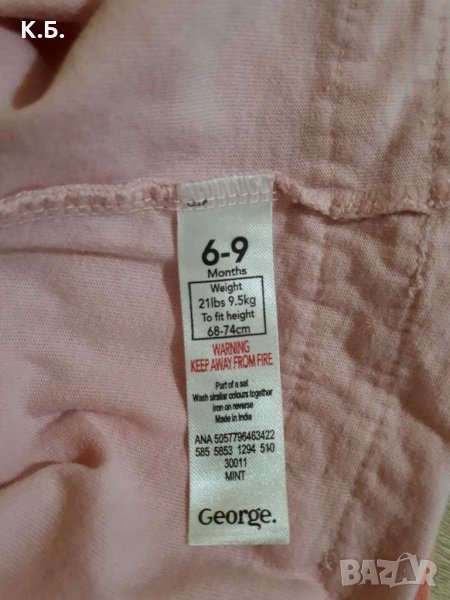 К.Б.
6-9
Months
Weight
21lbs 9.5kg
To fit height
68-74cm
WARNING
KEEP AWAY FROM FIRE
Part of a set
Wash similar colours together
iron on reverse
Made in India
ANA 5057796463422
585 5853 1294 510
30011
MINT
George.
BAZAR